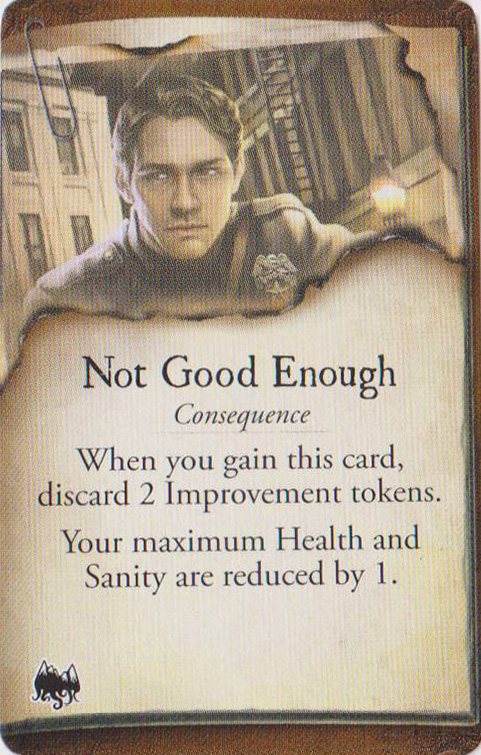 Not Good Enough
Consequence
When you gain this card,
discard 2 Improvement tokens.
Your maximum Health and
Sanity are reduced by 1.